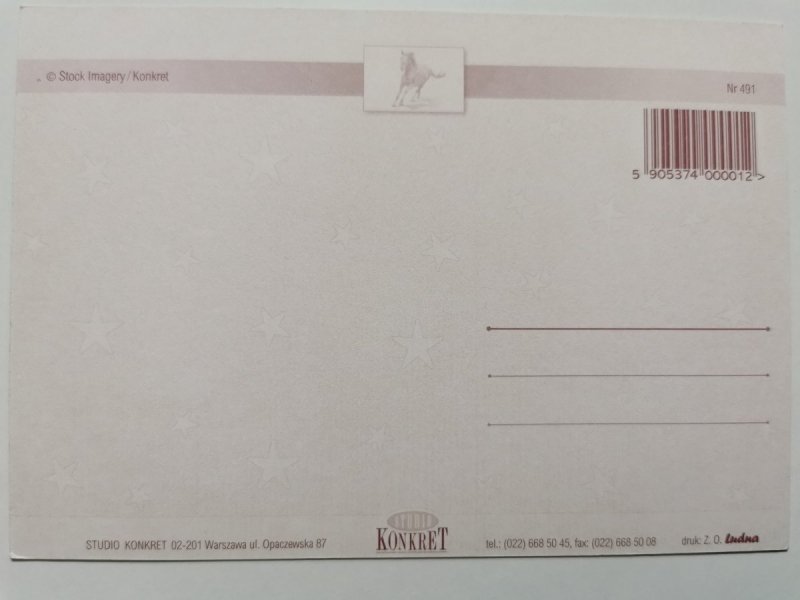 © Stock Imagery / Konkret
Nr 491
5 905374 000012 >
STUDIO
KONKRET
STUDIO KONKRET 02-201 Warszawa ul. Opaczewska 87
tel.: (022) 668 50 45, fax: (022) 668 50 08
druk: Z. O. Ludna